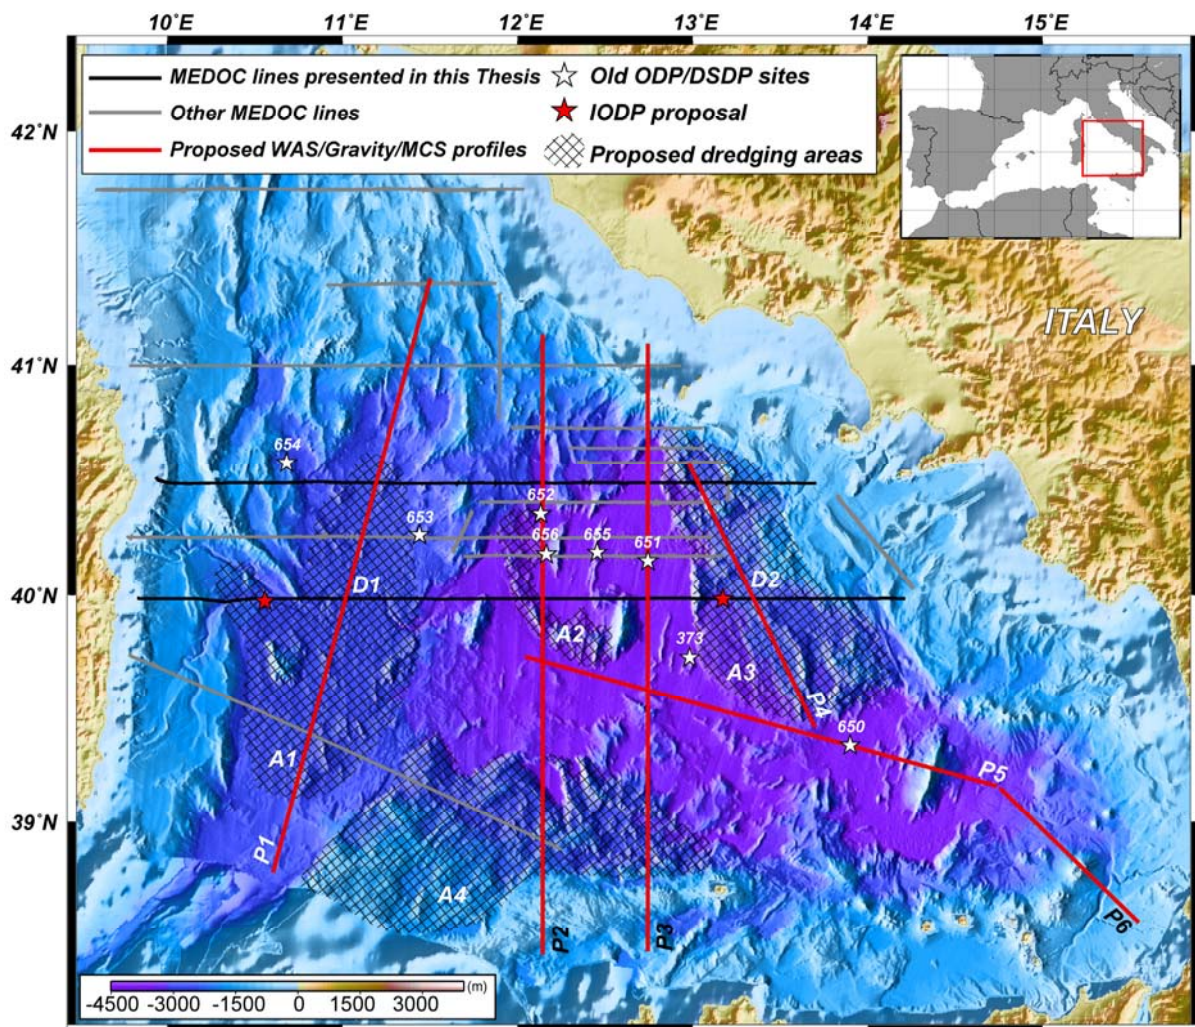 10˚E 11˚E 12˚E 13˚E 14˚E 15˚E
MEDOC lines presented in this Thesis
Old ODP/DSDP sites
Other MEDOC lines
IODP proposal
Proposed WAS/Gravity/MCS profiles
Proposed dredging areas
42˚N
ITALY
41˚N
654
652
653
656
655
651
40˚N
D1
D2
A2
373
A3
P4
650
A1
P5
39˚N
P1
A4
P2
P3
P6
(m)
-4500 -3000 -1500 0 1500 3000